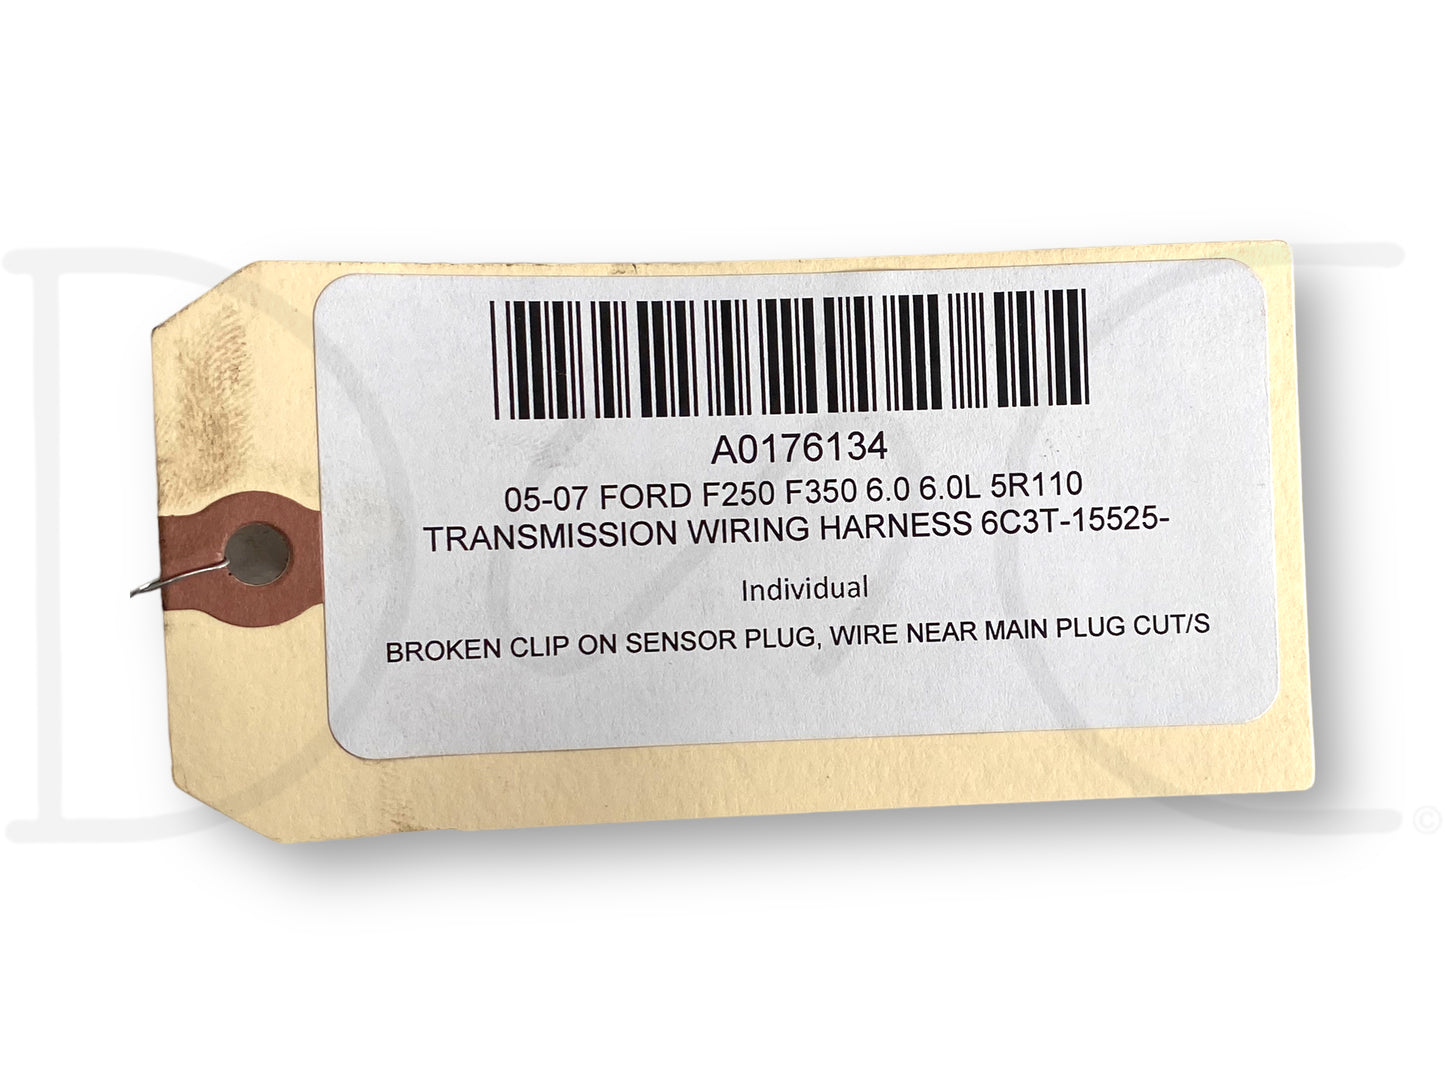 A0176134
05-07 FORD F250 F350 6.0 6.0L 5R110
TRANSMISSION WIRING HARNESS 6C3T-15525-
Individual
BROKEN CLIP ON SENSOR PLUG, WIRE NEAR MAIN PLUG CUT/S
©